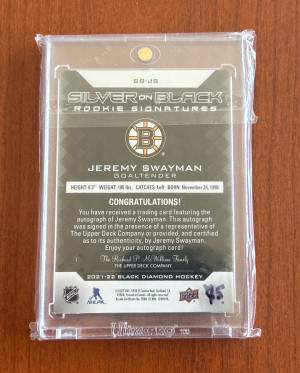 SB-JS
SILVER ON BLACK
ROOKIE SIGNATURES
B
JEREMY SWAYMAN
GOALTENDER
HEIGHT: 6'3" WEIGHT: 195 lbs. CATCHES: Left BORN: November 24, 1998
CONGRATULATIONS!
You have received a trading card featuring the
autograph of Jeremy Swayman. This autograph
was signed in the presence of a representative of
The Upper Deck Company or provided, and certified
as to its authenticity, by Jeremy Swayman.
Enjoy your autograph card!
The Richard P. McWilliam Family
THE UPPER DECK COMPANY
2021-22 BLACK DIAMOND HOCKEY
NHL
NHLPA